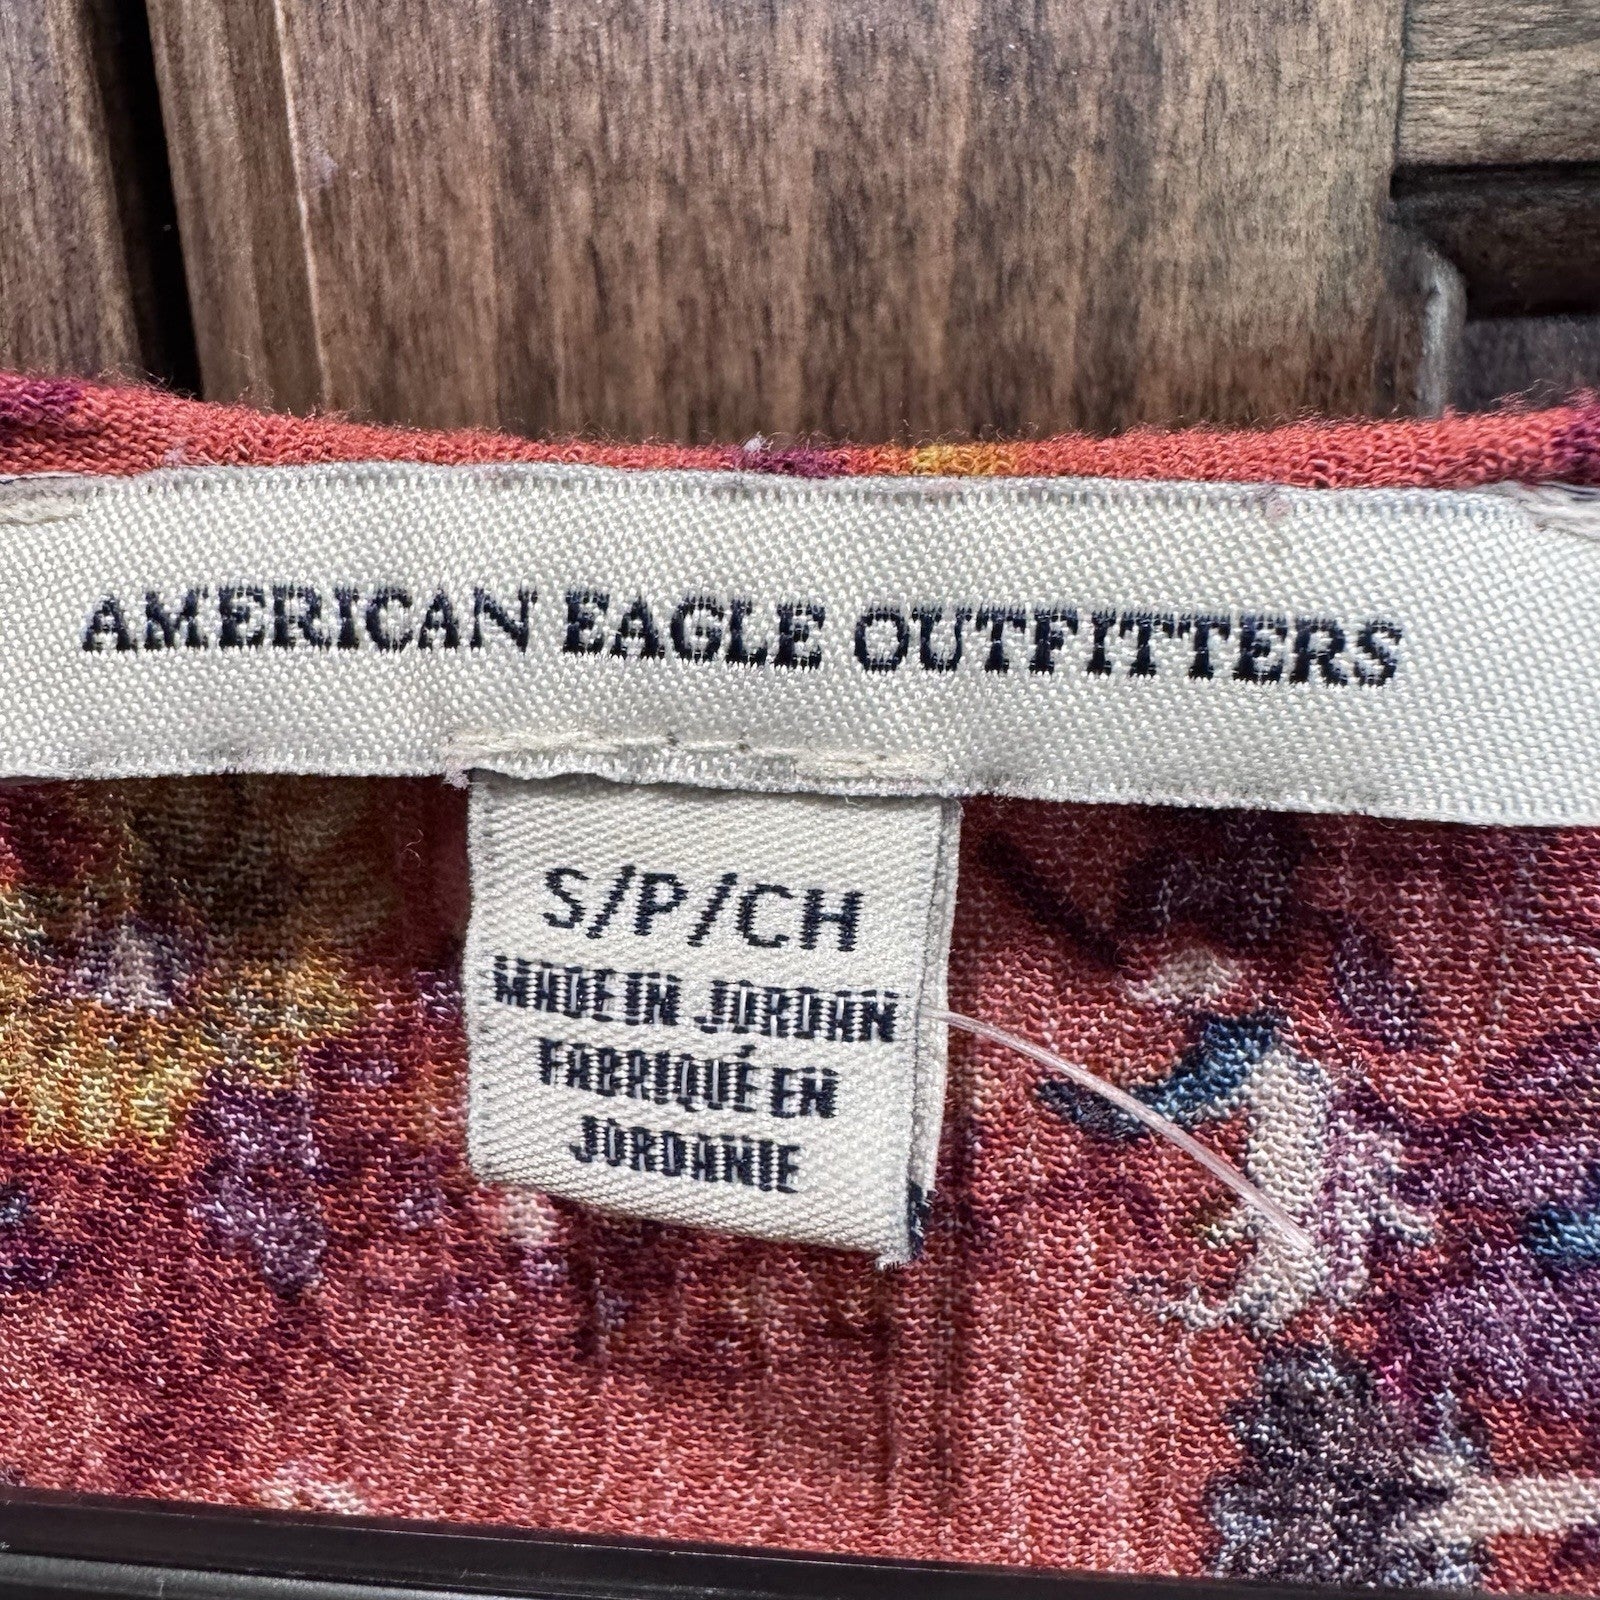 AMERICAN EAGLE OUTFITTERS
S/P/CH
MADE IN JORDAN
FABRIQUÉ EN
JORDANIE